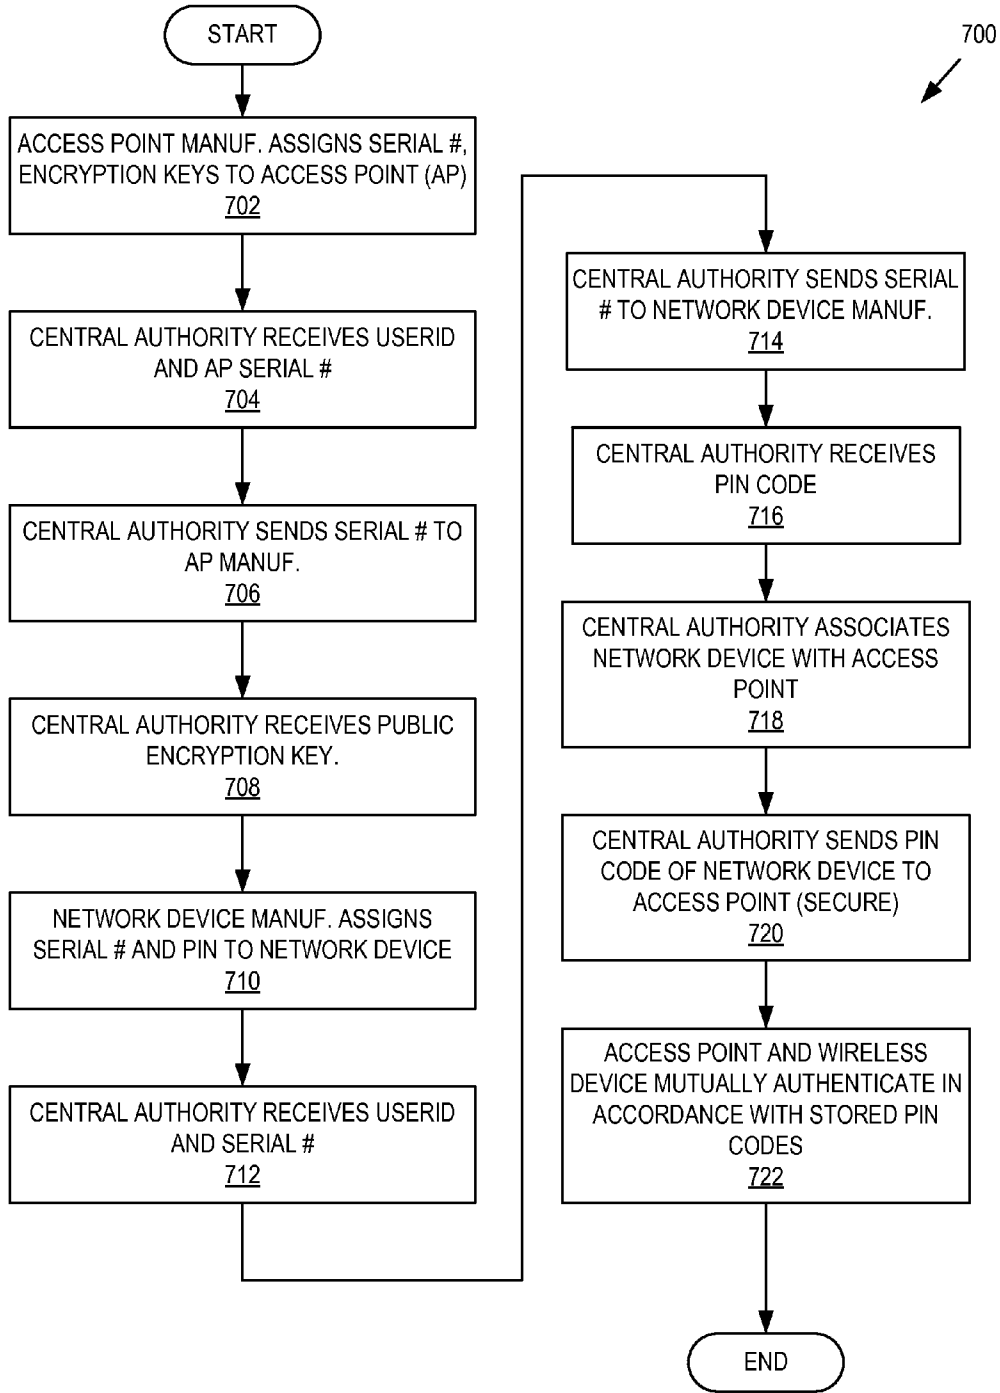 START
700
ACCESS POINT MANUF. ASSIGNS SERIAL #,
ENCRYPTION KEYS TO ACCESS POINT (AP)
702
CENTRAL AUTHORITY RECEIVES USERID
AND AP SERIAL #
704
CENTRAL AUTHORITY SENDS SERIAL # TO
AP MANUF.
706
CENTRAL AUTHORITY RECEIVES PUBLIC
ENCRYPTION KEY.
708
NETWORK DEVICE MANUF. ASSIGNS
SERIAL # AND PIN TO NETWORK DEVICE
710
CENTRAL AUTHORITY RECEIVES USERID
AND SERIAL #
712
CENTRAL AUTHORITY SENDS SERIAL
# TO NETWORK DEVICE MANUF.
714
CENTRAL AUTHORITY RECEIVES
PIN CODE
716
CENTRAL AUTHORITY ASSOCIATES
NETWORK DEVICE WITH ACCESS
POINT
718
CENTRAL AUTHORITY SENDS PIN
CODE OF NETWORK DEVICE TO
ACCESS POINT (SECURE)
720
ACCESS POINT AND WIRELESS
DEVICE MUTUALLY AUTHENTICATE IN
ACCORDANCE WITH STORED PIN
CODES
722
END